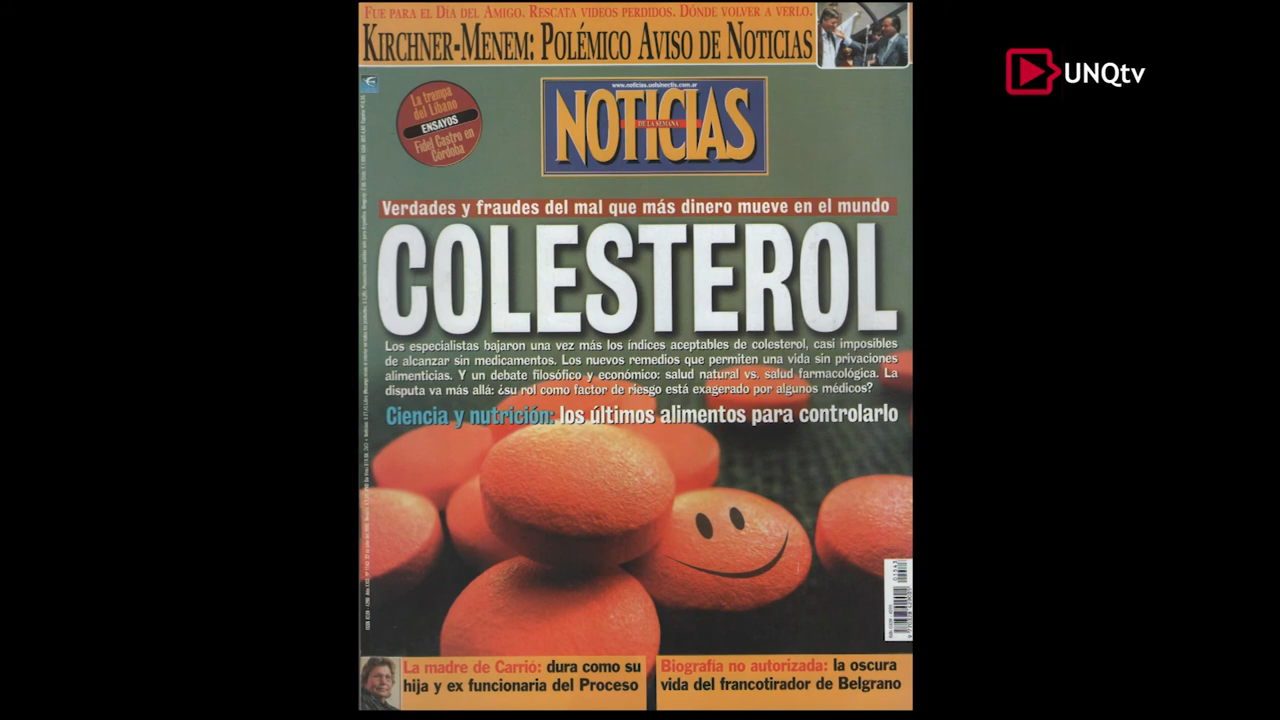 FUE PARA EL DÍA DEL AMIGO. RESCATA VIDEOS PERDIDOS. DÓNDE VOLVER A VERLO.
KIRCHNER-MENEM: POLÉMICO AVISO DE NOTICIAS
UNQtv
La trampa
del Líbano
ENSAYOS
Fidel Castro en
Córdoba
NOTICIAS
DE LA SEMANA
Verdades y fraudes del mal que más dinero mueve en el mundo
COLESTEROL
Los especialistas bajaron una vez más los índices aceptables de colesterol, casi imposibles
de alcanzar sin medicamentos. Los nuevos remedios que permiten una vida sin privaciones
alimenticias. Y un debate filosófico y económico: salud natural vs. salud farmacológica. La
disputa va más allá: ¿su rol como factor de riesgo está exagerado por algunos médicos?
Ciencia y nutrición: los últimos alimentos para controlarlo
La madre de Carrió: dura como su
hija y ex funcionaria del Proceso
Biografía no autorizada: la oscura
vida del francotirador de Belgrano